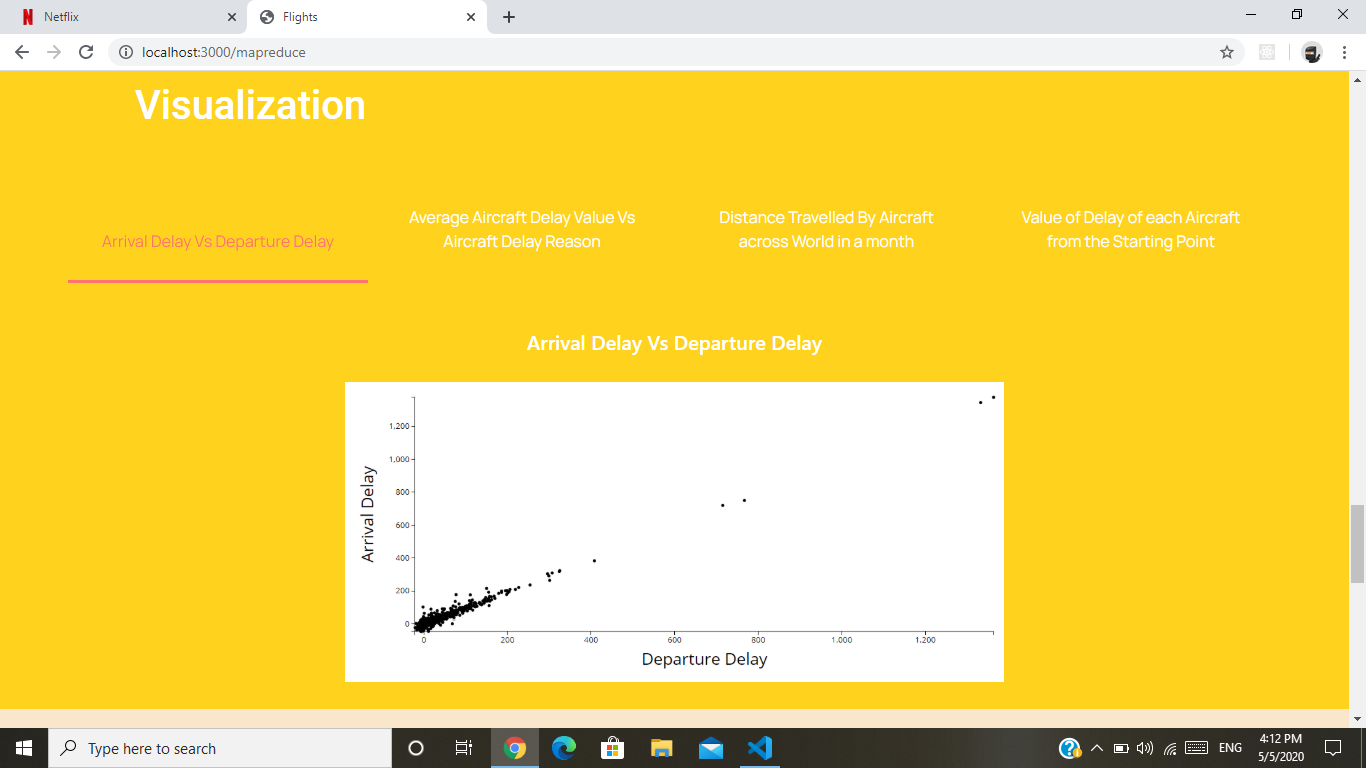 Netflix
Flights
localhost:3000/mapreduce
Visualization
Arrival Delay Vs Departure Delay
Average Aircraft Delay Value Vs
Aircraft Delay Reason
Distance Travelled By Aircraft
across World in a month
Value of Delay of each Aircraft
from the Starting Point
Arrival Delay Vs Departure Delay
1.200
1,000
800
600
400
200
0
Arrival Delay
0 200 400 600 800 1.000 1.200
Departure Delay
Type here to search
ENG
4:12 PM
5/5/2020